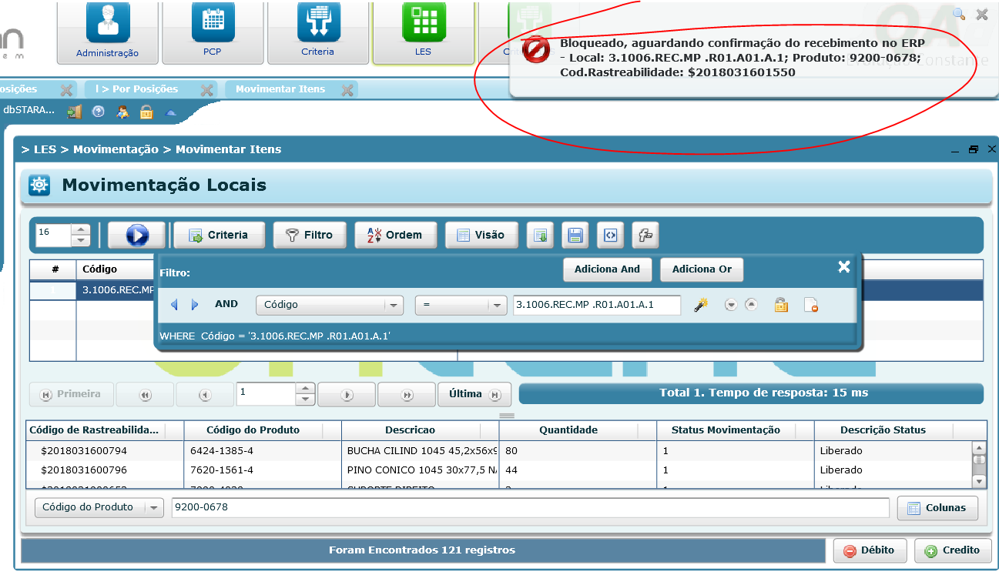 Administração
PCP
Criteria
LES
Bloqueado, aguardando confirmação do recebimento no ERP
- Local: 3.1006.REC.MP .R01.A01.A.1; Produto: 9200-0678;
Cod.Rastreabilidade: $2018031601550
osições
l > Por Posições
Movimentar Itens
dbSTARA...
> LES > Movimentação > Movimentar Itens
Movimentação Locais
16
Criteria
Filtro
Ordem
Visão
# Código
3.1006.REC.MP
Filtro:
Adiciona And
Adiciona Or
AND
Código
=
3.1006.REC.MP .R01.A01.A.1
WHERE Código = '3.1006.REC.MP .R01.A01.A.1'
Primeira
1
Última
Total 1. Tempo de resposta: 15 ms
Código de Rastreabilida... Código do Produto Descricao Quantidade Status Movimentação Descrição Status
$2018031600794 6424-1385-4 BUCHA CILIND 1045 45,2x56x9 80 1 Liberado
$2018031600796 7620-1561-4 PINO CONICO 1045 30x77,5 N 44 1 Liberado
Código do Produto
9200-0678
Colunas
Foram Encontrados 121 registros
Débito
Credito